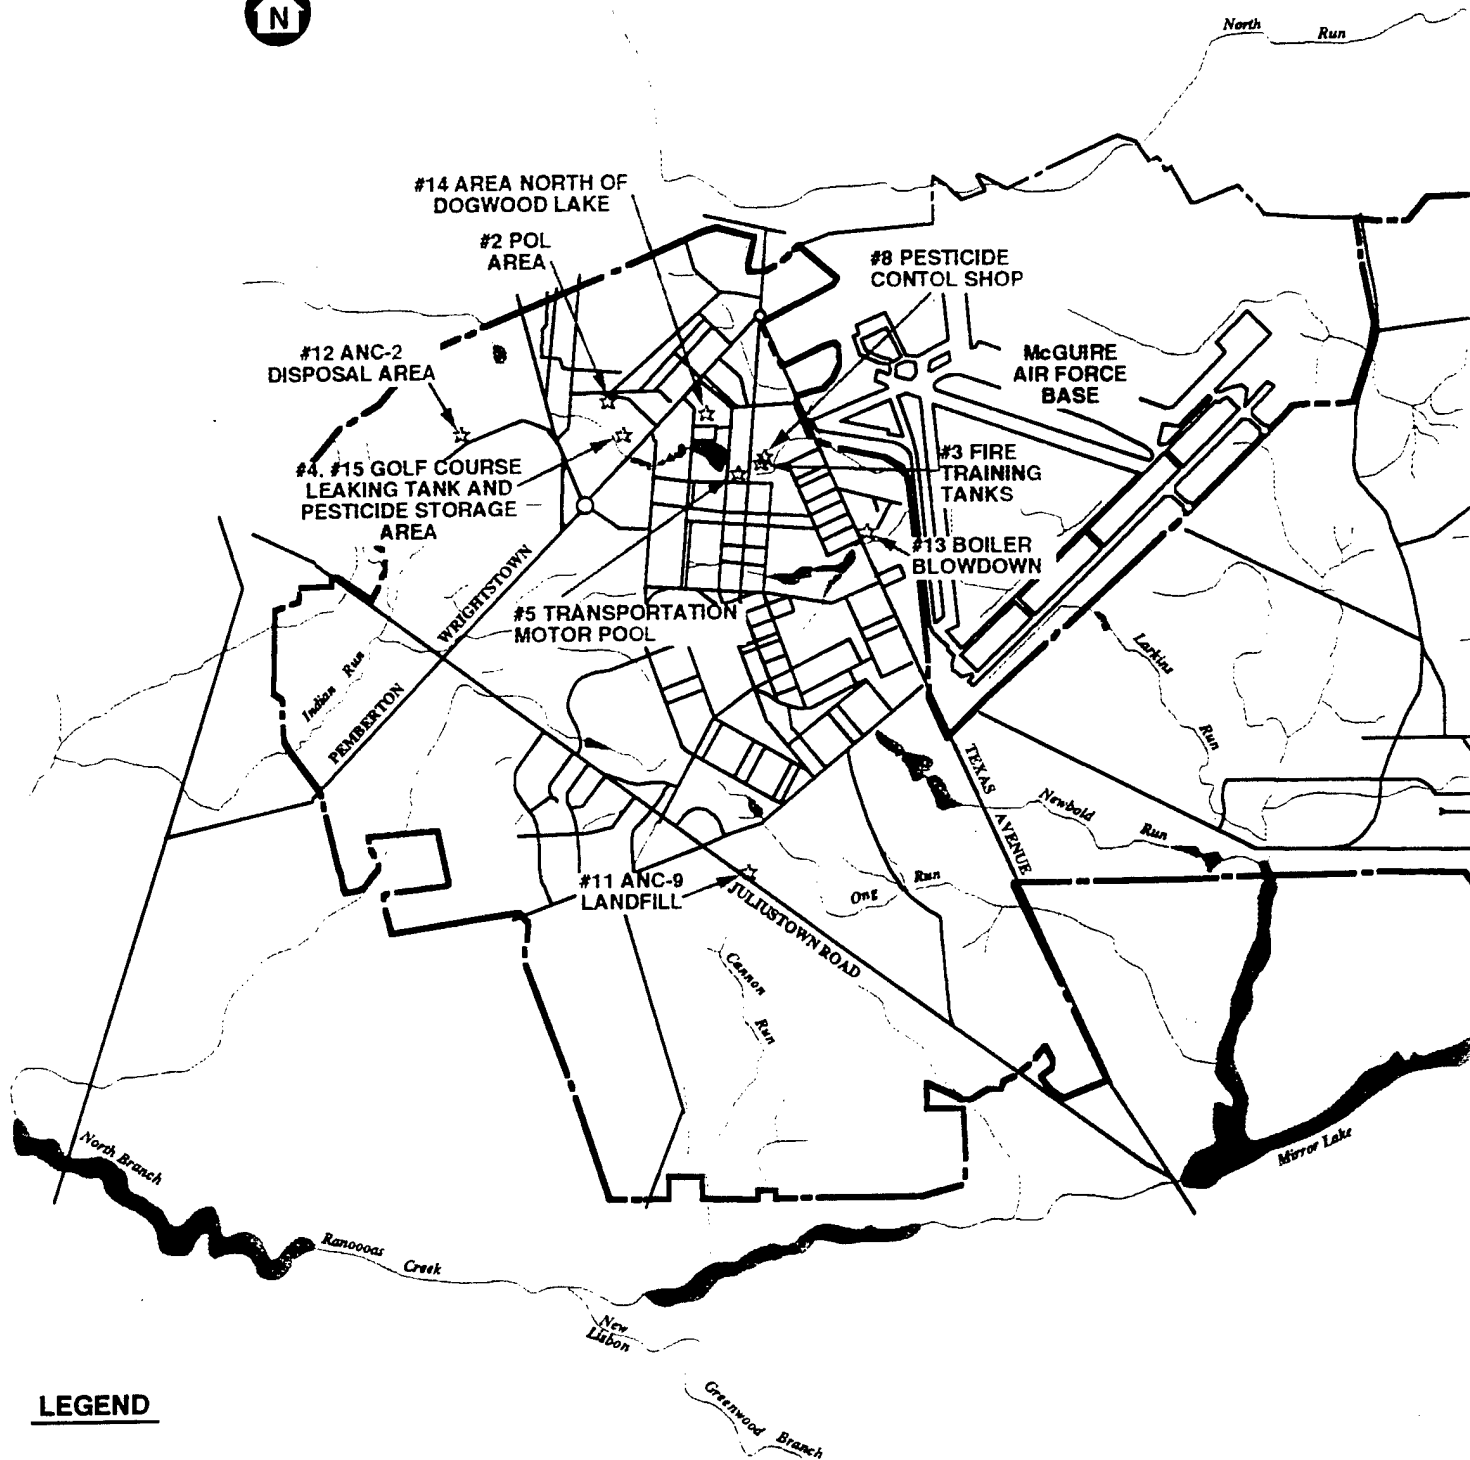 N
North Run
#14 AREA NORTH OF
DOGWOOD LAKE
#2 POL
AREA
#8 PESTICIDE
CONTOL SHOP
#12 ANC-2
DISPOSAL AREA
McGUIRE
AIR FORCE
BASE
#4, #15 GOLF COURSE
LEAKING TANK AND
PESTICIDE STORAGE
AREA
#3 FIRE
TRAINING
TANKS
#13 BOILER
BLOWDOWN
#5 TRANSPORTATION
MOTOR POOL
WRIGHTSTOWN
PEMBERTON
Indian Run
Larkins
Run
TEXAS AVENUE
Newbold Run
#11 ANC-9
LANDFILL
Ong Run
JULIUSTOWN ROAD
Cannon
Run
North Branch
Mirror Lake
Ranoooas Creek
New
Lisbon
Greenwood Branch
LEGEND